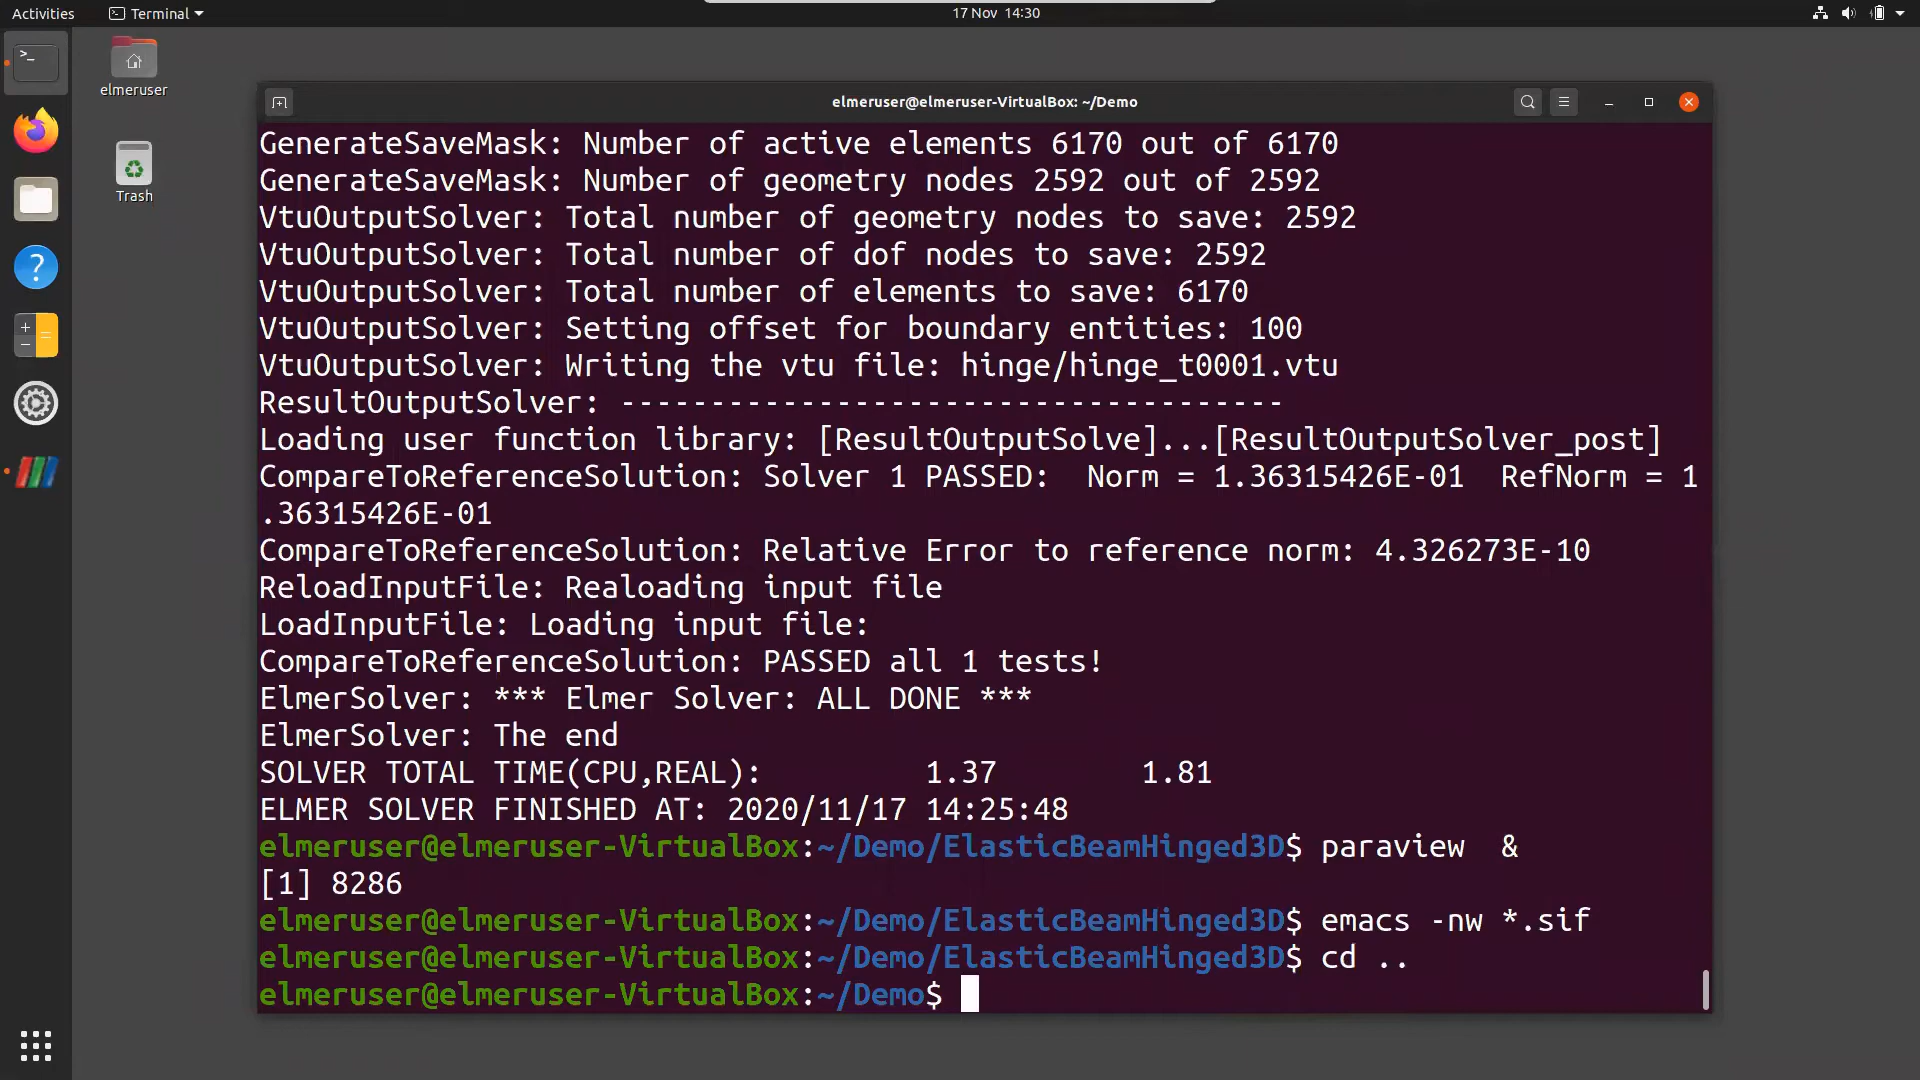 Activities
Terminal
17 Nov 14:30
elmeruser
Trash
elmeruser@elmeruser-VirtualBox: ~/Demo
GenerateSaveMask: Number of active elements 6170 out of 6170
GenerateSaveMask: Number of geometry nodes 2592 out of 2592
VtuOutputSolver: Total number of geometry nodes to save: 2592
VtuOutputSolver: Total number of dof nodes to save: 2592
VtuOutputSolver: Total number of elements to save: 6170
VtuOutputSolver: Setting offset for boundary entities: 100
VtuOutputSolver: Writing the vtu file: hinge/hinge_t0001.vtu
ResultOutputSolver: -------------------------------------
Loading user function library: [ResultOutputSolve]...[ResultOutputSolver_post]
CompareToReferenceSolution: Solver 1 PASSED:  Norm = 1.36315426E-01  RefNorm = 1
.36315426E-01
CompareToReferenceSolution: Relative Error to reference norm: 4.326273E-10
ReloadInputFile: Realoading input file
LoadInputFile: Loading input file:
CompareToReferenceSolution: PASSED all 1 tests!
ElmerSolver: *** Elmer Solver: ALL DONE ***
ElmerSolver: The end
SOLVER TOTAL TIME(CPU,REAL):         1.37        1.81
ELMER SOLVER FINISHED AT: 2020/11/17 14:25:48
elmeruser@elmeruser-VirtualBox:~/Demo/ElasticBeamHinged3D$ paraview  &
[1] 8286
elmeruser@elmeruser-VirtualBox:~/Demo/ElasticBeamHinged3D$ emacs -nw *.sif
elmeruser@elmeruser-VirtualBox:~/Demo/ElasticBeamHinged3D$ cd ..
elmeruser@elmeruser-VirtualBox:~/Demo$